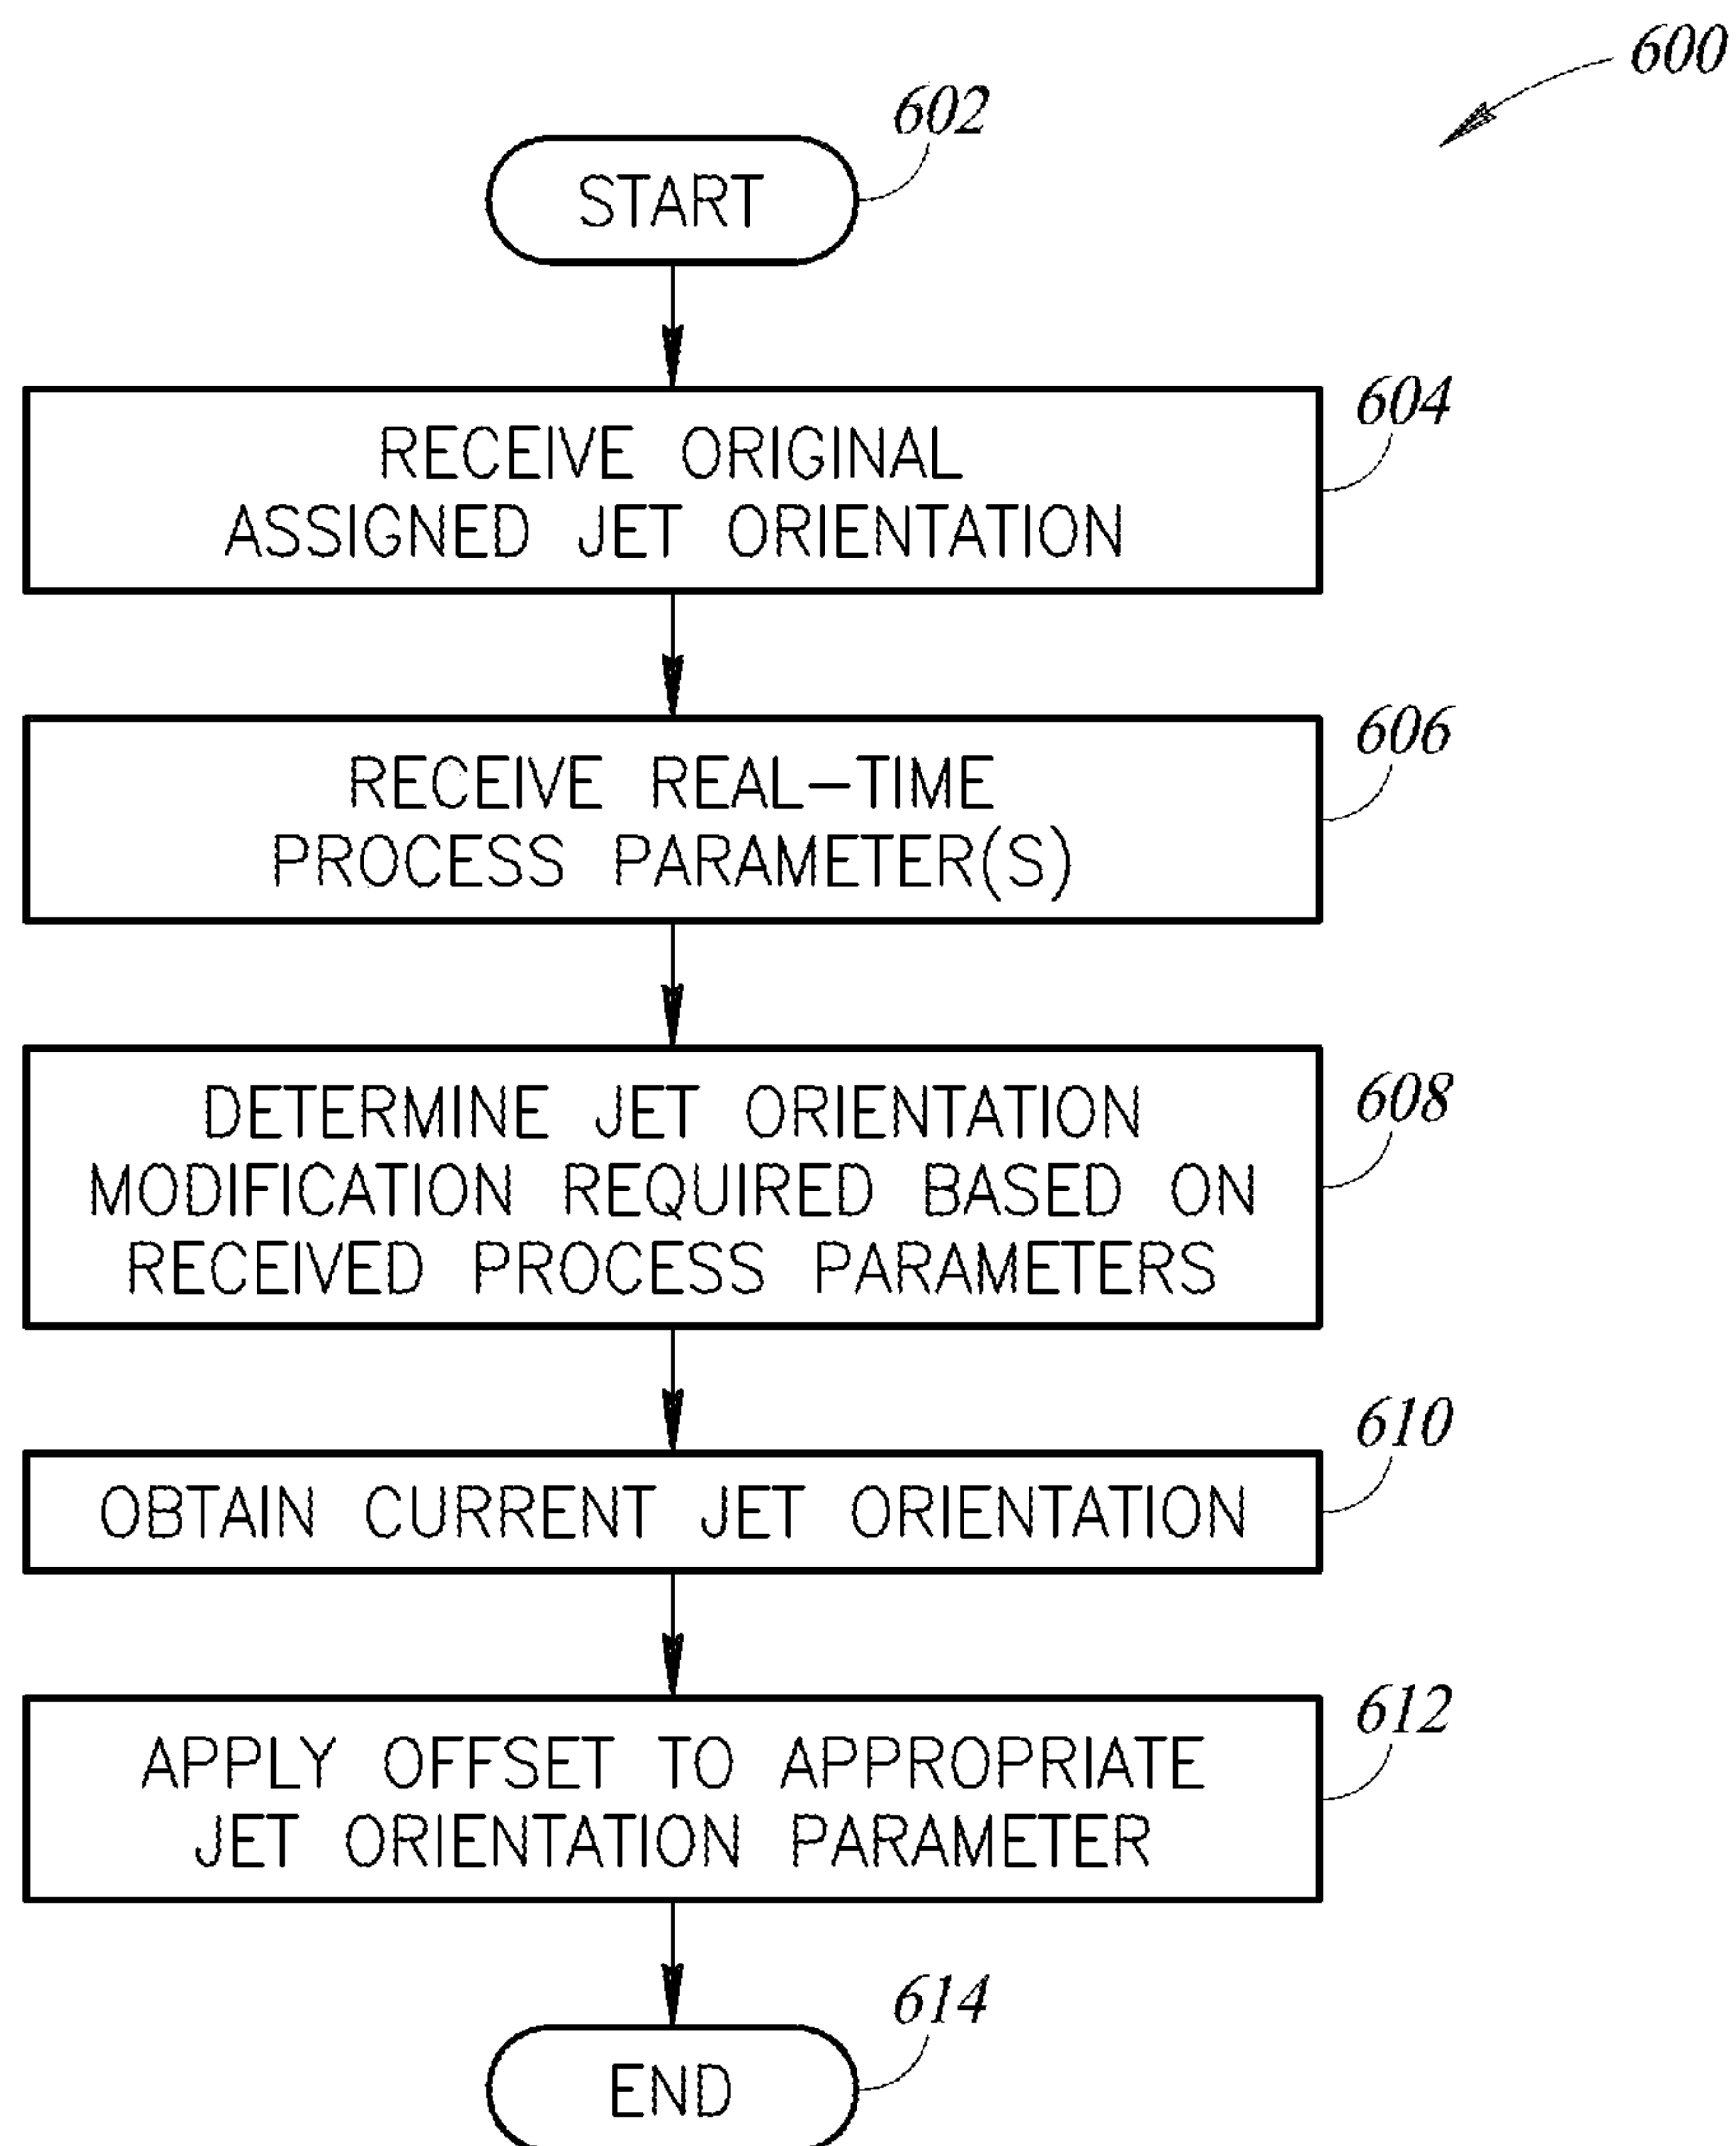 600
602
START
604
RECEIVE ORIGINAL
ASSIGNED JET ORIENTATION
606
RECEIVE REAL-TIME
PROCESS PARAMETER(S)
608
DETERMINE JET ORIENTATION
MODIFICATION REQUIRED BASED ON
RECEIVED PROCESS PARAMETERS
610
OBTAIN CURRENT JET ORIENTATION
612
APPLY OFFSET TO APPROPRIATE
JET ORIENTATION PARAMETER
614
END